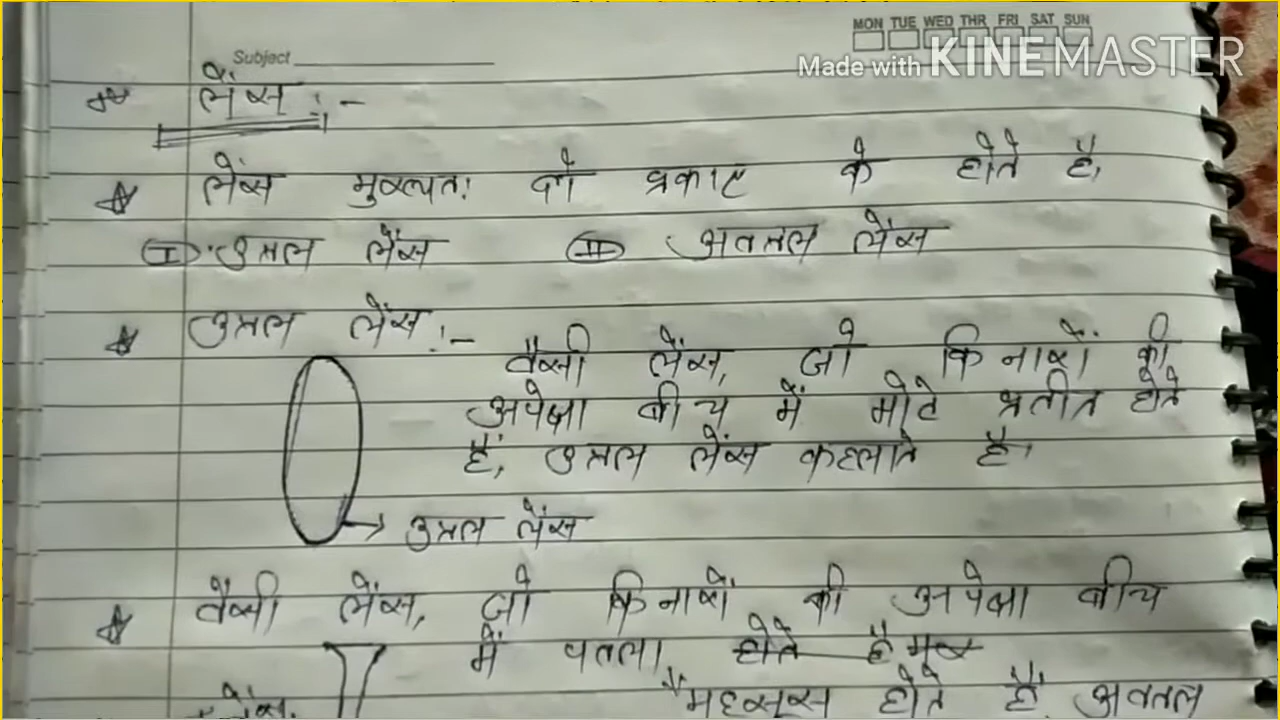 MON TUE WED THR FRI SAT SUN
Made with KINEMASTER
Subject
लेंस :-
लेंस मुख्यतः दो प्रकार के होते है,
I उत्तल लेंस II अवतल लेंस
उत्तल लेंस :-
वैसी लेंस, जो किनारों की
अपेक्षा बीच में मोटे प्रतीत होते
हैं, उत्तल लेंस कहलाते है।
→ उत्तल लेंस
वैसी लेंस, जो किनारों की अपेक्षा बीच
में पतला होते है
महसूस होते हैं अवतल
लेंस